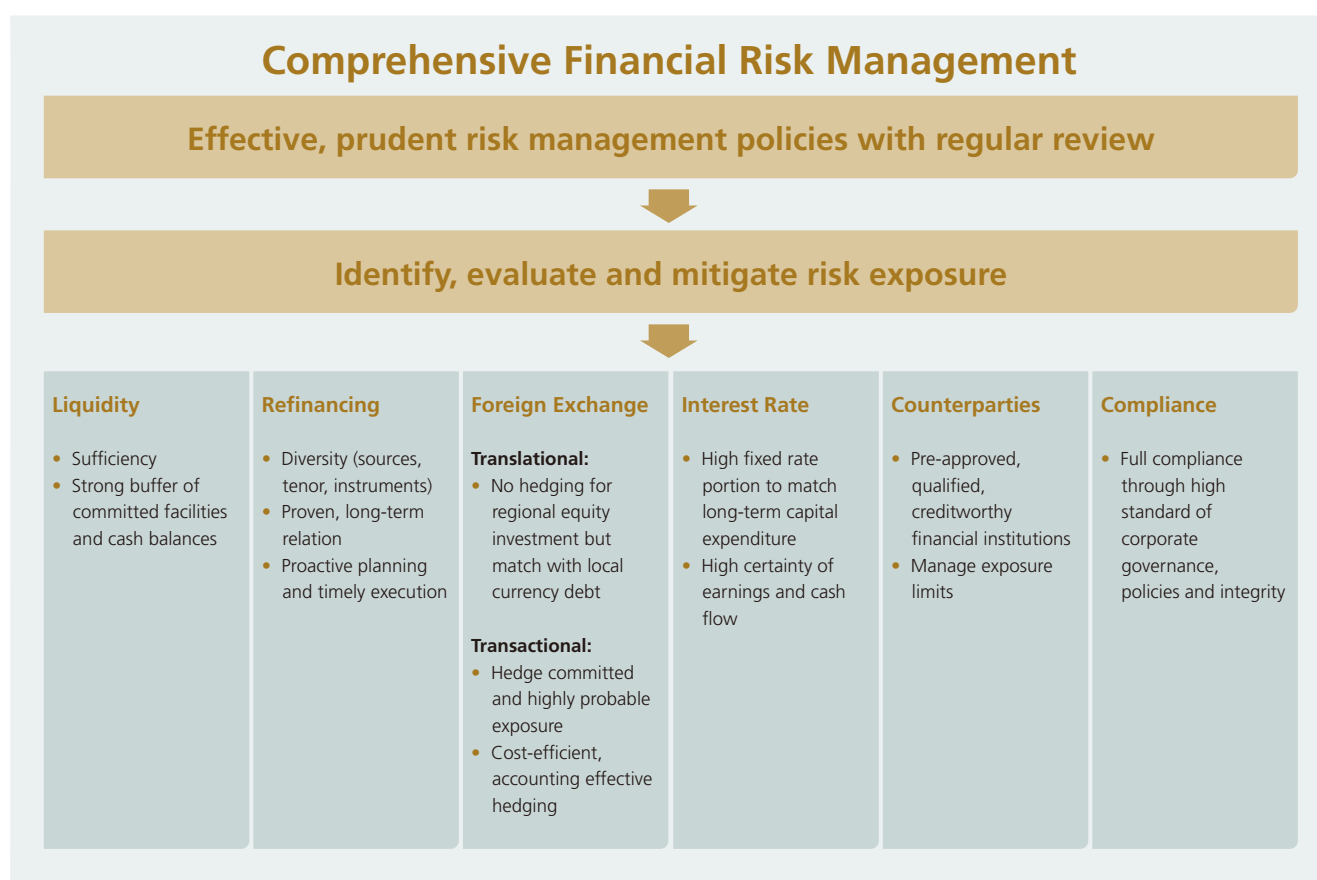 Comprehensive Financial Risk Management
Effective, prudent risk management policies with regular review
Identify, evaluate and mitigate risk exposure
Liquidity
• Sufficiency
• Strong buffer of
committed facilities
and cash balances
Refinancing
• Diversity (sources,
tenor, instruments)
• Proven, long-term
relation
• Proactive planning
and timely execution
Foreign Exchange
Translational:
• No hedging for
regional equity
investment but
match with local
currency debt
Transactional:
• Hedge committed
and highly probable
exposure
• Cost-efficient,
accounting effective
hedging
Interest Rate
• High fixed rate
portion to match
long-term capital
expenditure
• High certainty of
earnings and cash
flow
Counterparties
• Pre-approved,
qualified,
creditworthy
financial institutions
• Manage exposure
limits
Compliance
• Full compliance
through high
standard of
corporate
governance,
policies and integrity